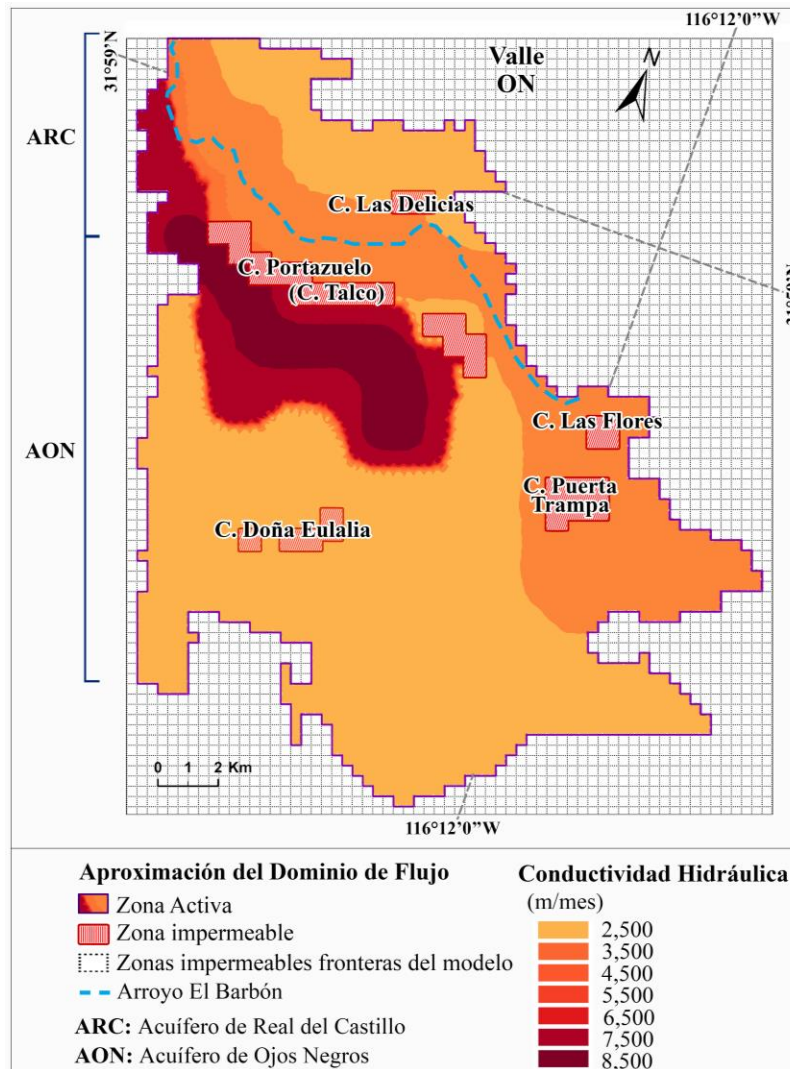 116°12'0"W
31°59'N
Valle
ON
N
ARC
C. Las Delicias
C. Portazuelo
(C. Talco)
AON
C. Las Flores
C. Puerta
Trampa
C. Doña Eulalia
0 1 2 Km
116°12'0"W
Aproximación del Dominio de Flujo
Zona Activa
Zona impermeable
Zonas impermeables fronteras del modelo
Arroyo El Barbón
ARC: Acuífero de Real del Castillo
AON: Acuífero de Ojos Negros
Conductividad Hidráulica
(m/mes)
2,500
3,500
4,500
5,500
6,500
7,500
8,500